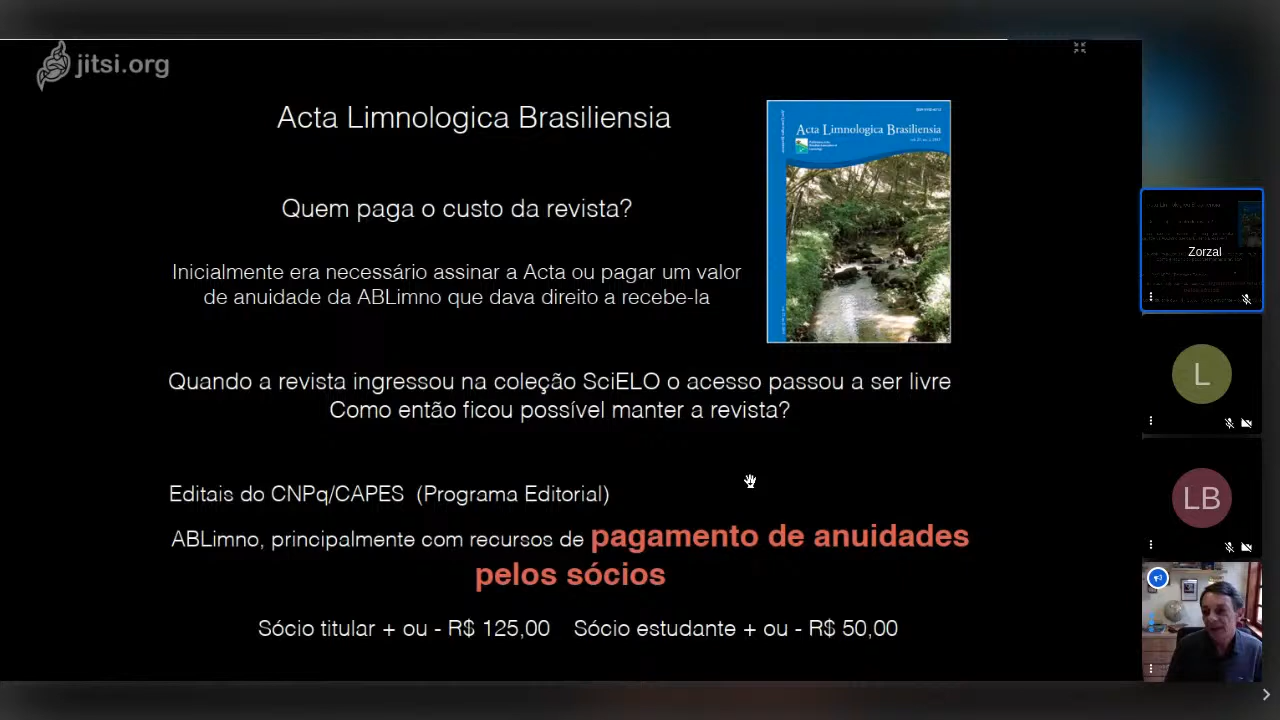 jitsi.org
Acta Limnologica Brasiliensia
Acta Limnologica Brasiliensia
Quem paga o custo da revista?
Inicialmente era necessário assinar a Acta ou pagar um valor
de anuidade da ABLimno que dava direito a recebe-la
Quando a revista ingressou na coleção SciELO o acesso passou a ser livre
Como então ficou possível manter a revista?
Editais do CNPq/CAPES (Programa Editorial)
ABLimno, principalmente com recursos de pagamento de anuidades
pelos sócios
Sócio titular + ou - R$ 125,00 Sócio estudante + ou - R$ 50,00
Zorzal
L
LB